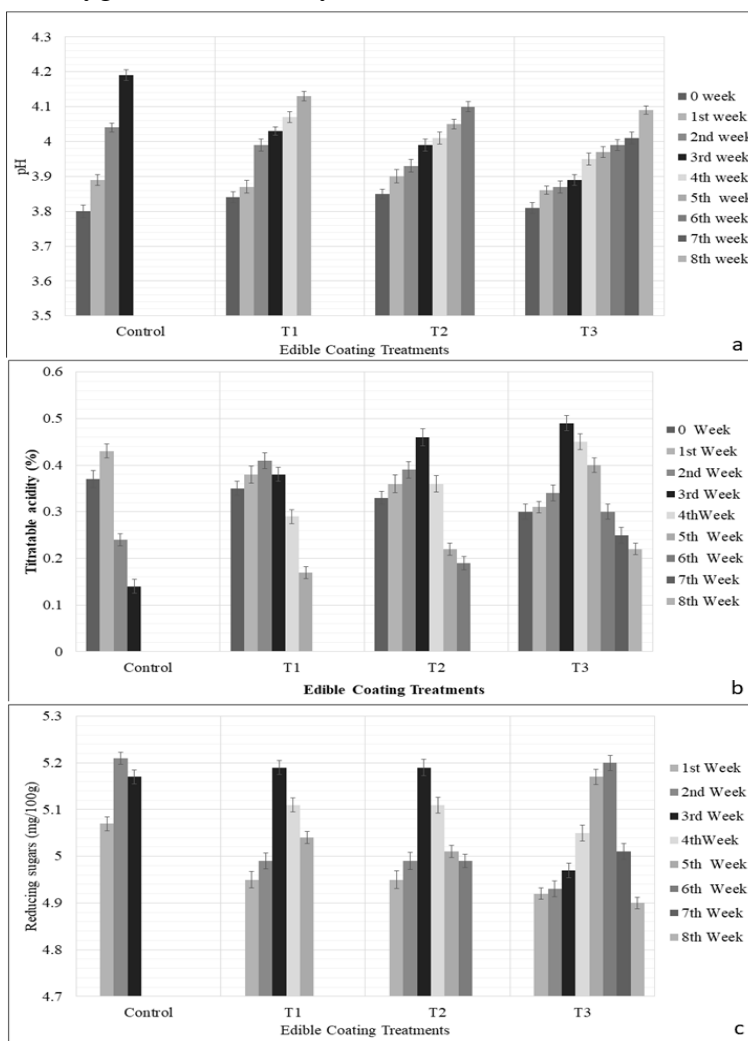 4.3
4.2
4.1
4
3.9
3.8
3.7
3.6
3.5
pH
Control
T1
T2
T3
Edible Coating Treatments
0 week
1st week
2nd week
3rd week
4th week
5th week
6th week
7th week
8th week
a
0.6
0.5
0.4
0.3
0.2
0.1
0
Titratable acidity (%)
Control
T1
T2
T3
Edible Coating Treatments
0 Week
1st Week
2nd Week
3rd Week
4thWeek
5th Week
6th Week
7th Week
8th Week
b
5.3
5.2
5.1
5
4.9
4.8
4.7
Reducing sugars (mg/100g)
Control
T1
T2
T3
Edible Coating Treatments
1st Week
2nd Week
3rd Week
4thWeek
5th Week
6th Week
7th Week
8th Week
c